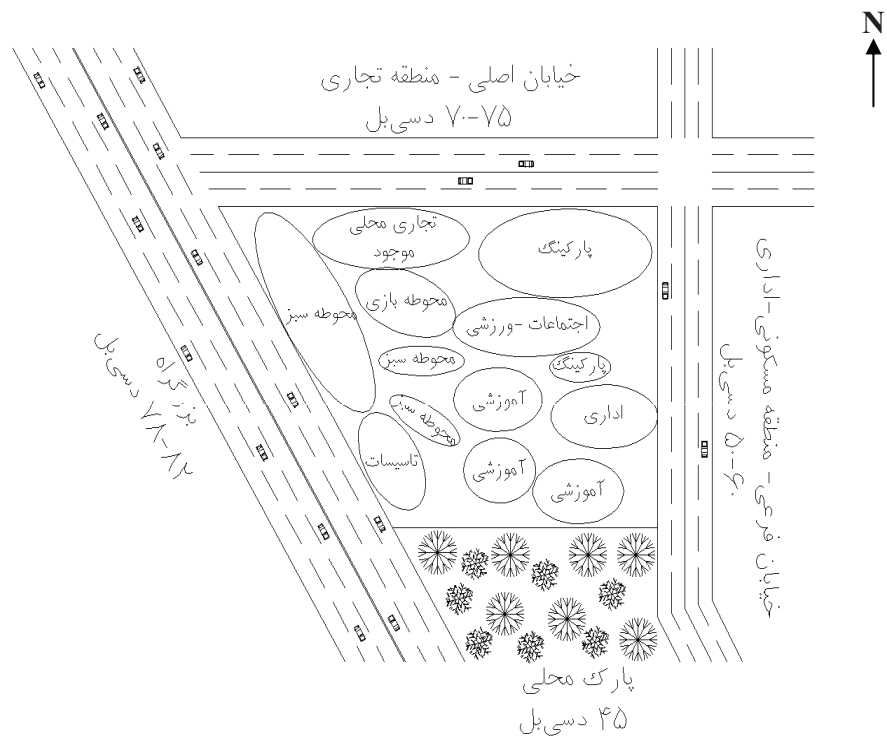 N
خیابان اصلی - منطقه تجاری
۷۰-۷۵ دسی‌بل
تجاری محلی
موجود
پارکینگ
محوطه سبز
محوطه بازی
اجتماعات -ورزشی
محوطه سبز
پارکینگ
محوطه سبز
آموزشی
اداری
تاسیسات
آموزشی
آموزشی
بزرگراه
۷۸-۸۲ دسی‌بل
خیابان فرعی- منطقه مسکونی-اداری
۵۰-۶۰ دسی‌بل
پارک محلی
۴۵ دسی‌بل